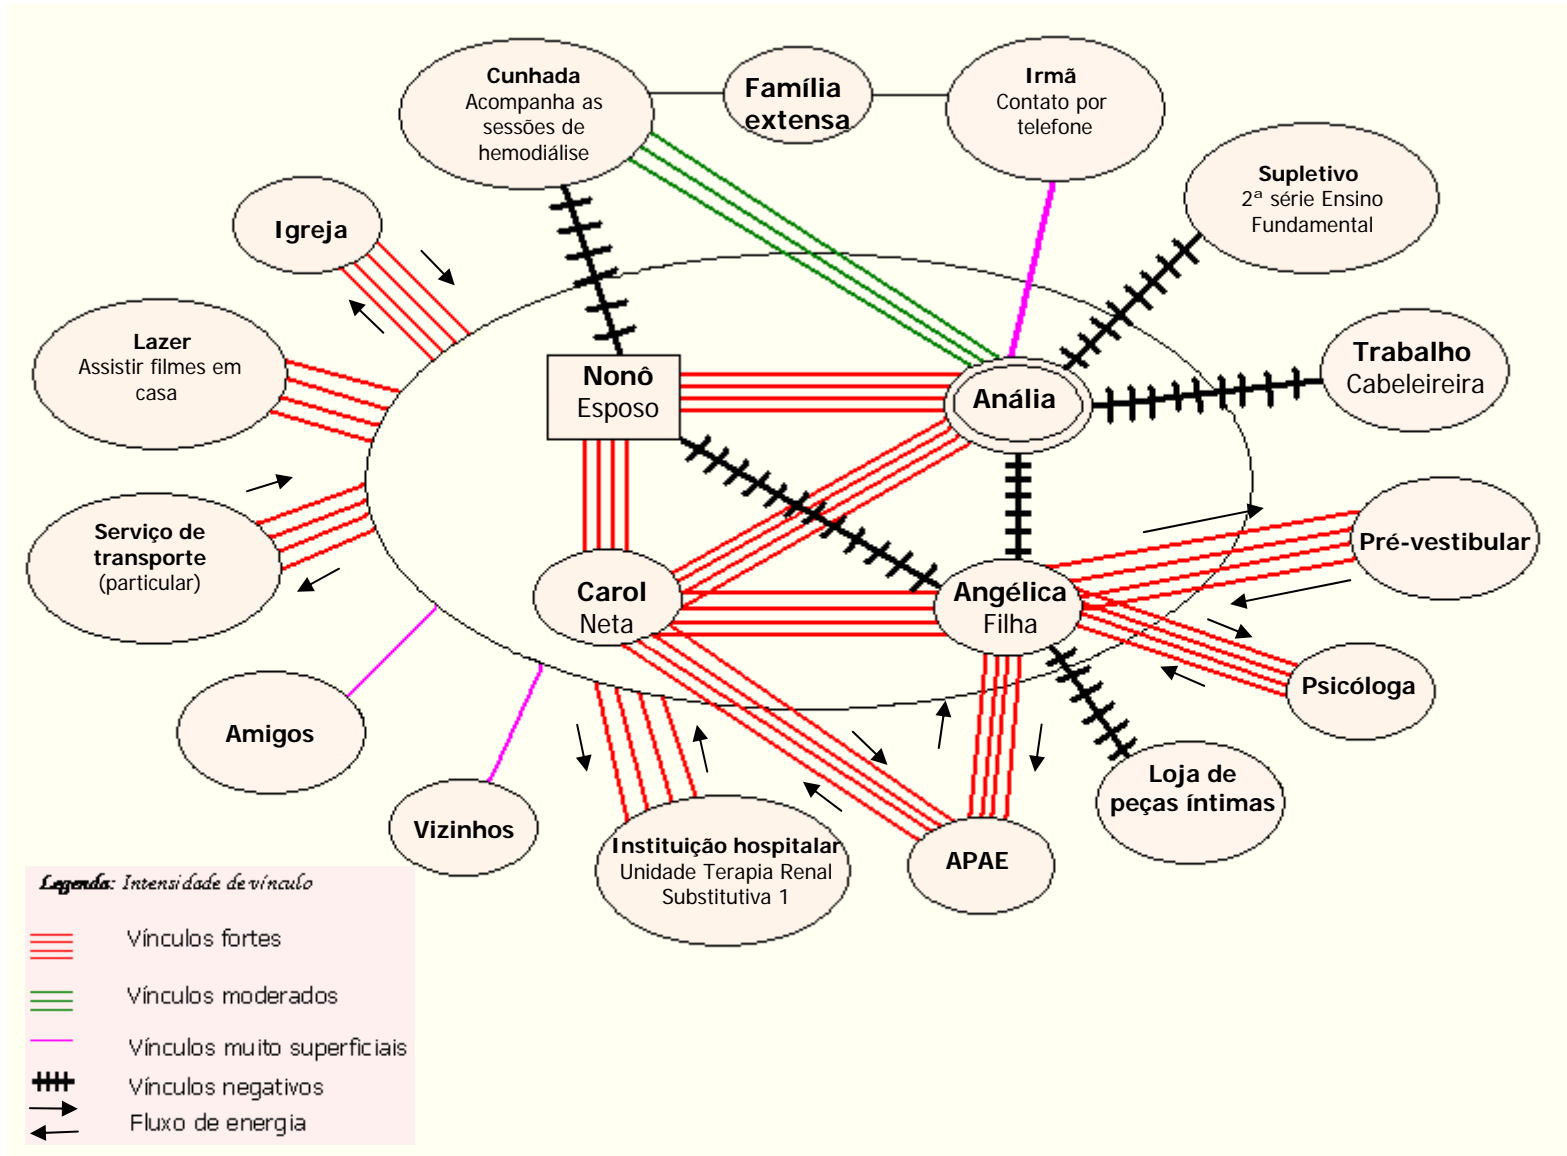 Cunhada
Acompanha as
sessões de
hemodiálise
Família
extensa
Irmã
Contato por
telefone
Supletivo
2ª série Ensino
Fundamental
Igreja
Lazer
Assistir filmes em
casa
Nonô
Esposo
Anália
Trabalho
Cabeleireira
Serviço de
transporte
(particular)
Carol
Neta
Angélica
Filha
Pré-vestibular
Psicóloga
Amigos
Vizinhos
Instituição hospitalar
Unidade Terapia Renal
Substitutiva 1
APAE
Loja de
peças íntimas
Legenda: Intensidade de vínculo
Vínculos fortes
Vínculos moderados
Vínculos muito superficiais
Vínculos negativos
Fluxo de energia